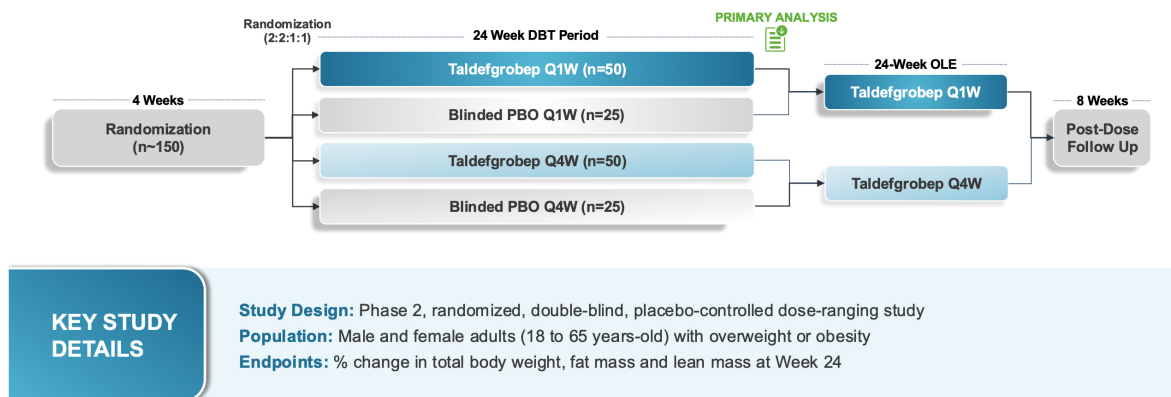 PRIMARY ANALYSIS
Randomization
(2:2:1:1)
24 Week DBT Period
24-Week OLE
4 Weeks
8 Weeks
Randomization
(n~150)
Taldefgrobep Q1W (n=50)
Blinded PBO Q1W (n=25)
Taldefgrobep Q4W (n=50)
Blinded PBO Q4W (n=25)
Taldefgrobep Q1W
Taldefgrobep Q4W
Post-Dose
Follow Up
KEY STUDY
DETAILS
Study Design: Phase 2, randomized, double-blind, placebo-controlled dose-ranging study
Population: Male and female adults (18 to 65 years-old) with overweight or obesity
Endpoints: % change in total body weight, fat mass and lean mass at Week 24